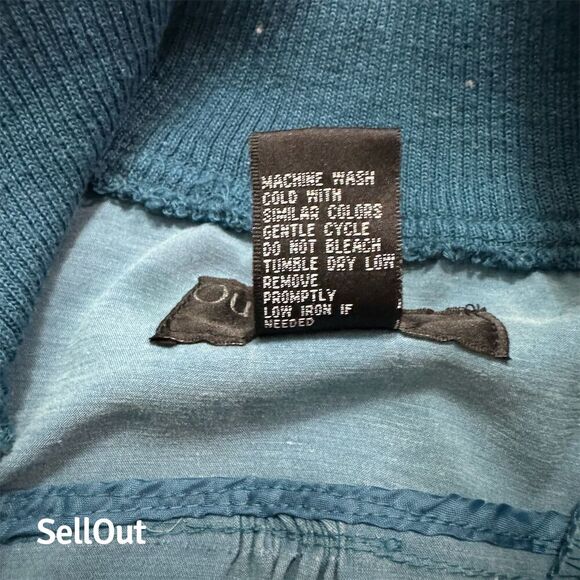 MACHINE WASH
COLD WITH
SIMILAR COLORS
GENTLE CYCLE
DO NOT BLEACH
TUMBLE DRY LOW
REMOVE
PROMPTLY
LOW IRON IF
NEEDED
SellOut